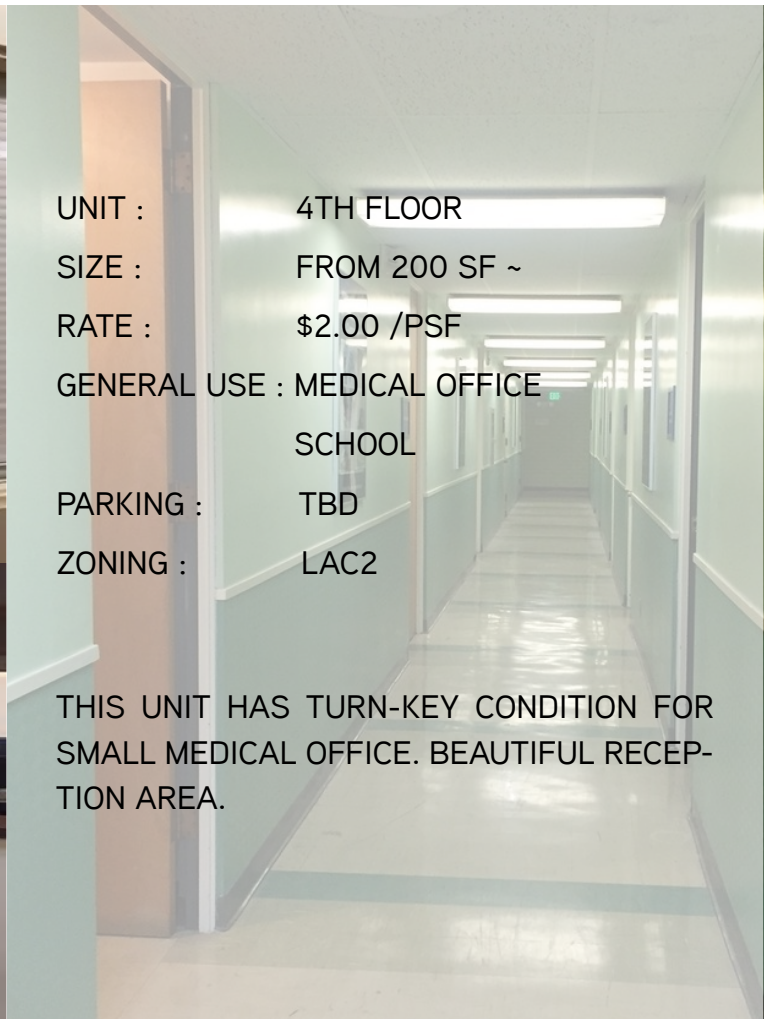 UNIT : 4TH FLOOR
SIZE : FROM 200 SF ~
RATE : $2.00 /PSF
GENERAL USE : MEDICAL OFFICE
SCHOOL
PARKING : TBD
ZONING : LAC2
THIS UNIT HAS TURN-KEY CONDITION FOR
SMALL MEDICAL OFFICE. BEAUTIFUL RECEP-
TION AREA.